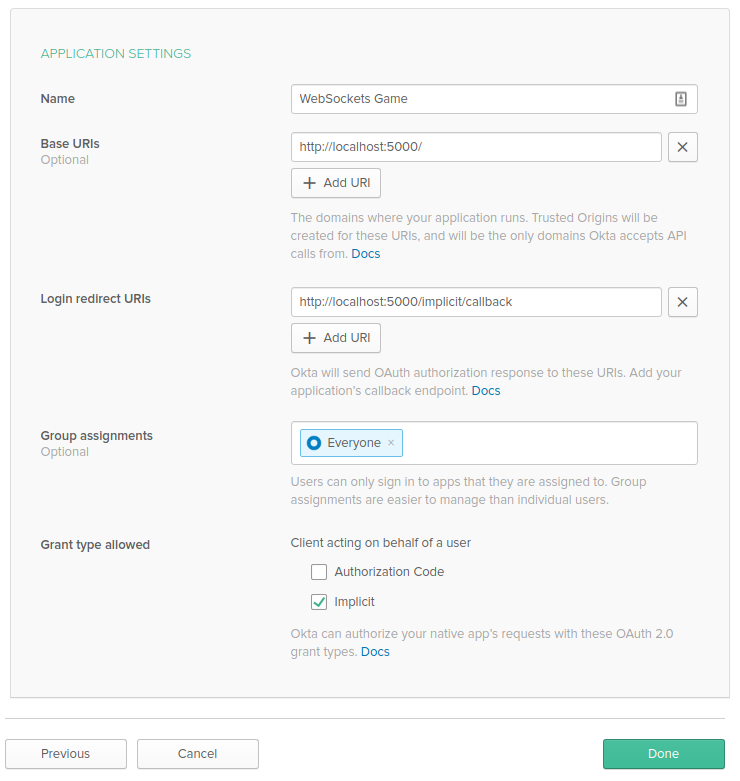 APPLICATION SETTINGS
Name
WebSockets Game
Base URIs
Optional
http://localhost:5000/
+ Add URI
The domains where your application runs. Trusted Origins will be
created for these URIs, and will be the only domains Okta accepts API
calls from. Docs
Login redirect URIs
http://localhost:5000/implicit/callback
+ Add URI
Okta will send OAuth authorization response to these URIs. Add your
application's callback endpoint. Docs
Group assignments
Optional
Everyone ×
Users can only sign in to apps that they are assigned to. Group
assignments are easier to manage than individual users.
Grant type allowed
Client acting on behalf of a user
Authorization Code
Implicit
Okta can authorize your native app's requests with these OAuth 2.0
grant types. Docs
Previous
Cancel
Done